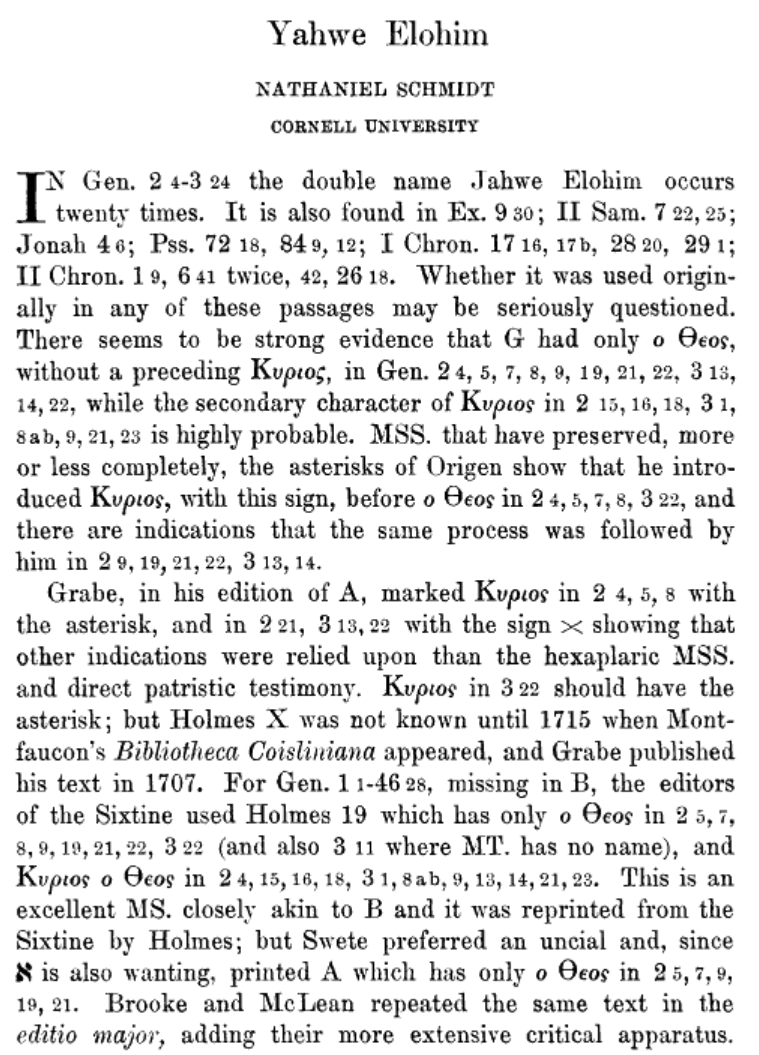 Yahwe Elohim
NATHANIEL SCHMIDT
CORNELL UNIVERSITY
IN Gen. 2 4-3 24 the double name Jahwe Elohim occurs
twenty times. It is also found in Ex. 9 30; II Sam. 7 22, 25;
Jonah 4 6; Pss. 72 18, 84 9, 12; I Chron. 17 16, 17b, 28 20, 29 1;
II Chron. 1 9, 6 41 twice, 42, 26 18. Whether it was used origin-
ally in any of these passages may be seriously questioned.
There seems to be strong evidence that G had only ο Θεος,
without a preceding Κυριος, in Gen. 2 4, 5, 7, 8, 9, 19, 21, 22, 3 13,
14, 22, while the secondary character of Κυριος in 2 15, 16, 18, 3 1,
8ab, 9, 21, 23 is highly probable. MSS. that have preserved, more
or less completely, the asterisks of Origen show that he intro-
duced Κυριος, with this sign, before ο Θεος in 2 4, 5, 7, 8, 3 22, and
there are indications that the same process was followed by
him in 2 9, 19, 21, 22, 3 13, 14.
Grabe, in his edition of A, marked Κυριος in 2 4, 5, 8 with
the asterisk, and in 2 21, 3 13, 22 with the sign × showing that
other indications were relied upon than the hexaplaric MSS.
and direct patristic testimony. Κυριος in 3 22 should have the
asterisk; but Holmes X was not known until 1715 when Mont-
faucon's Bibliotheca Coisliniana appeared, and Grabe published
his text in 1707. For Gen. 1 1-46 28, missing in B, the editors
of the Sixtine used Holmes 19 which has only ο Θεος in 2 5, 7,
8, 9, 19, 21, 22, 3 22 (and also 3 11 where MT. has no name), and
Κυριος ο Θεος in 2 4, 15, 16, 18, 3 1, 8ab, 9, 13, 14, 21, 23. This is an
excellent MS. closely akin to B and it was reprinted from the
Sixtine by Holmes; but Swete preferred an uncial and, since
א is also wanting, printed A which has only ο Θεος in 2 5, 7, 9,
19, 21. Brooke and McLean repeated the same text in the
editio major, adding their more extensive critical apparatus.